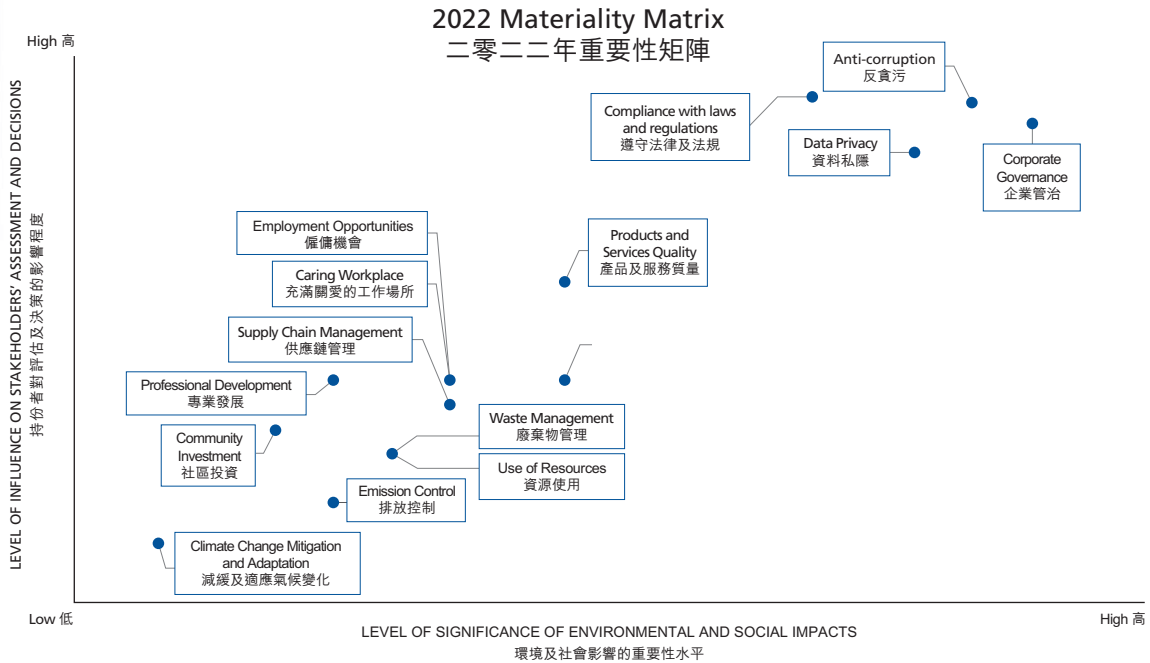 2022 Materiality Matrix
二零二二年重要性矩陣
High 高
LEVEL OF INFLUENCE ON STAKEHOLDERS’ ASSESSMENT AND DECISIONS
持份者對評估及決策的影響程度
Anti-corruption
反貪污
Compliance with laws
and regulations
遵守法律及法規
Data Privacy
資料私隱
Corporate
Governance
企業管治
Employment Opportunities
僱傭機會
Products and
Services Quality
產品及服務質量
Caring Workplace
充滿關愛的工作場所
Supply Chain Management
供應鏈管理
Professional Development
專業發展
Waste Management
廢棄物管理
Community
Investment
社區投資
Use of Resources
資源使用
Emission Control
排放控制
Climate Change Mitigation
and Adaptation
減緩及適應氣候變化
Low 低
High 高
LEVEL OF SIGNIFICANCE OF ENVIRONMENTAL AND SOCIAL IMPACTS
環境及社會影響的重要性水平